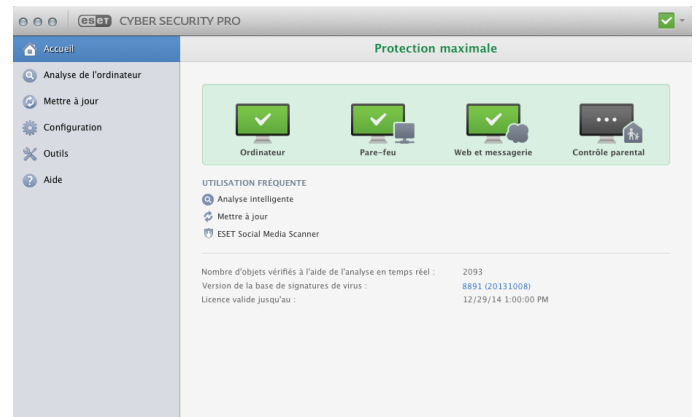 eset CYBER SECURITY PRO
Accueil
Analyse de l'ordinateur
Mettre à jour
Configuration
Outils
Aide
Protection maximale
Ordinateur
Pare-feu
Web et messagerie
Contrôle parental
UTILISATION FRÉQUENTE
Analyse intelligente
Mettre à jour
ESET Social Media Scanner
Nombre d'objets vérifiés à l'aide de l'analyse en temps réel : 2093
Version de la base de signatures de virus : 8891 (20131008)
Licence valide jusqu'au : 12/29/14 1:00:00 PM